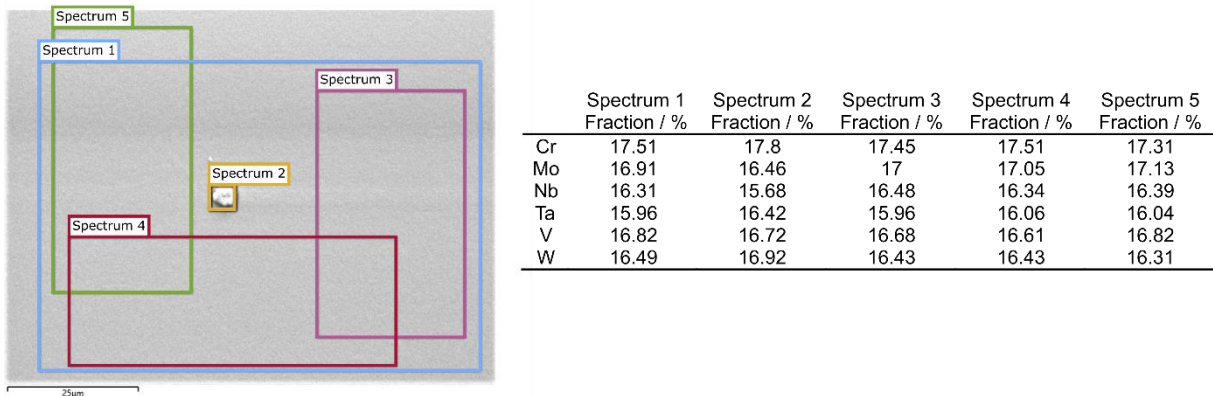 Spectrum 5
Spectrum 1
Spectrum 3
Spectrum 2
Spectrum 4
25μm
Spectrum 1 Spectrum 2 Spectrum 3 Spectrum 4 Spectrum 5
Fraction / % Fraction / % Fraction / % Fraction / % Fraction / %
Cr 17.51 17.8 17.45 17.51 17.31
Mo 16.91 16.46 17 17.05 17.13
Nb 16.31 15.68 16.48 16.34 16.39
Ta 15.96 16.42 15.96 16.06 16.04
V 16.82 16.72 16.68 16.61 16.82
W 16.49 16.92 16.43 16.43 16.31